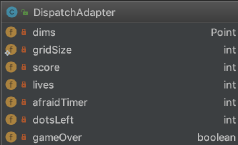 DispatchAdapter
dims Point
gridSize int
score int
lives int
afraidTimer int
dotsLeft int
gameOver boolean